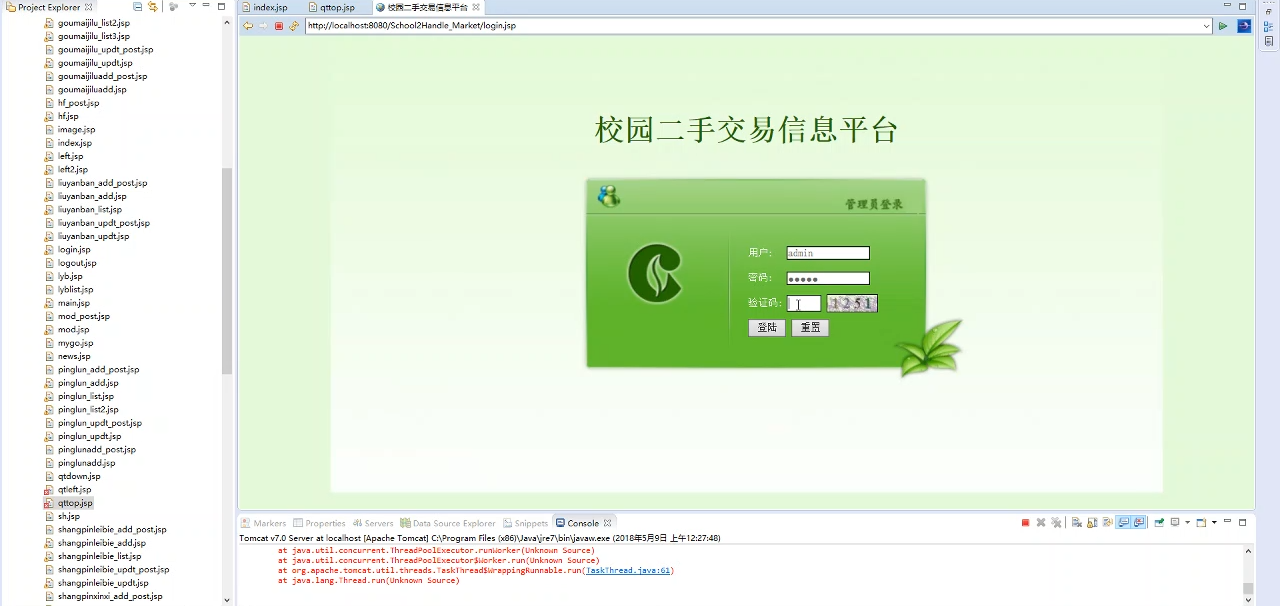 Project Explorer
goumaijilu_list2.jsp
goumaijilu_list3.jsp
goumaijilu_updt_post.jsp
goumaijilu_updt.jsp
goumaijiluadd_post.jsp
goumaijiluadd.jsp
hf_post.jsp
hf.jsp
image.jsp
index.jsp
left.jsp
left2.jsp
liuyanban_add_post.jsp
liuyanban_add.jsp
liuyanban_list.jsp
liuyanban_updt_post.jsp
liuyanban_updt.jsp
login.jsp
logout.jsp
lyb.jsp
lyblist.jsp
main.jsp
mod_post.jsp
mod.jsp
mygo.jsp
news.jsp
pinglun_add_post.jsp
pinglun_add.jsp
pinglun_list.jsp
pinglun_list2.jsp
pinglun_updt_post.jsp
pinglun_updt.jsp
pinglunadd_post.jsp
pinglunadd.jsp
qtdown.jsp
qtleft.jsp
qttop.jsp
sh.jsp
shangpinleibie_add_post.jsp
shangpinleibie_add.jsp
shangpinleibie_list.jsp
shangpinleibie_updt_post.jsp
shangpinleibie_updt.jsp
shangpinxinxi_add_post.jsp
index.jsp qttop.jsp 校园二手交易信息平台
http://localhost:8080/School2Handle_Market/login.jsp
校园二手交易信息平台
管理员登录
用户: admin
密码: •••••
验证码: 1251
登陆 重置
Markers Properties Servers Data Source Explorer Snippets Console
Tomcat v7.0 Server at localhost [Apache Tomcat] C:\Program Files (x86)\Java\jre7\bin\javaw.exe (2018年5月9日 上午12:27:48)
at java.util.concurrent.ThreadPoolExecutor.runWorker(Unknown Source)
at java.util.concurrent.ThreadPoolExecutor$Worker.run(Unknown Source)
at org.apache.tomcat.util.threads.TaskThread$WrappingRunnable.run(TaskThread.java:61)
at java.lang.Thread.run(Unknown Source)